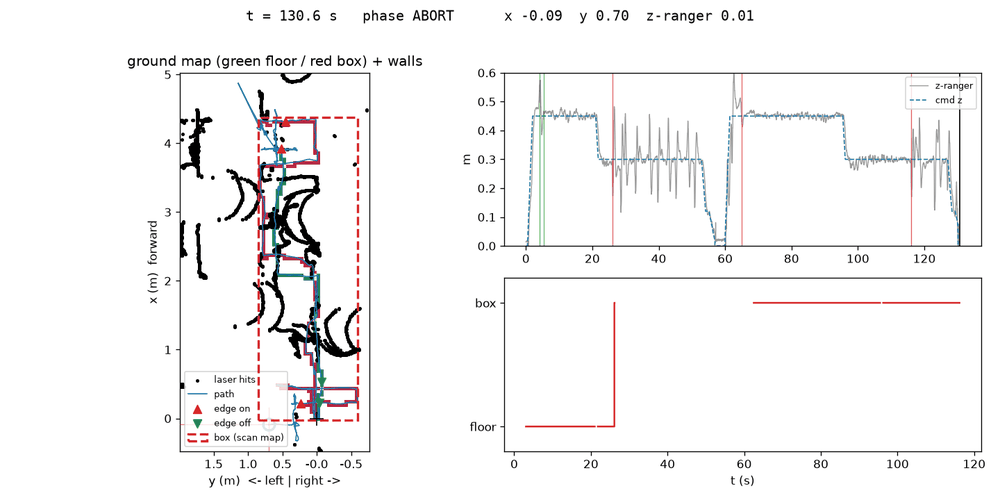 t = 130.6 s   phase ABORT      x -0.09  y 0.70  z-ranger 0.01
ground map (green floor / red box) + walls
5
4
3
2
1
0
x (m)  forward
laser hits
path
edge on
edge off
box (scan map)
1.5 1.0 0.5 -0.0 -0.5
y (m)  <- left | right ->
0.6
0.5
0.4
0.3
0.2
0.1
0.0
m
z-ranger
cmd z
0 20 40 60 80 100 120
box
floor
0 20 40 60 80 100 120
t (s)